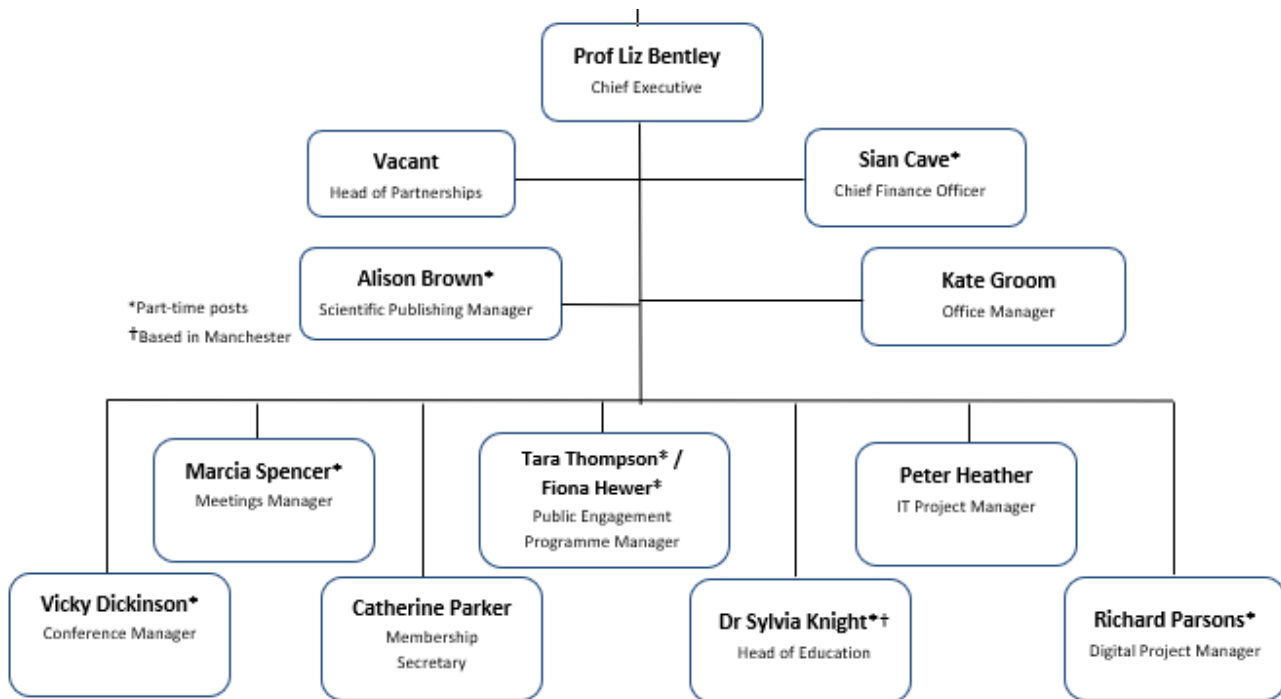 Prof Liz Bentley
Chief Executive
Vacant
Head of Partnerships
Sian Cave*
Chief Finance Officer
Alison Brown*
Scientific Publishing Manager
Kate Groom
Office Manager
*Part-time posts
†Based in Manchester
Marcia Spencer*
Meetings Manager
Tara Thompson* /
Fiona Hewer*
Public Engagement
Programme Manager
Peter Heather
IT Project Manager
Vicky Dickinson*
Conference Manager
Catherine Parker
Membership
Secretary
Dr Sylvia Knight*†
Head of Education
Richard Parsons*
Digital Project Manager